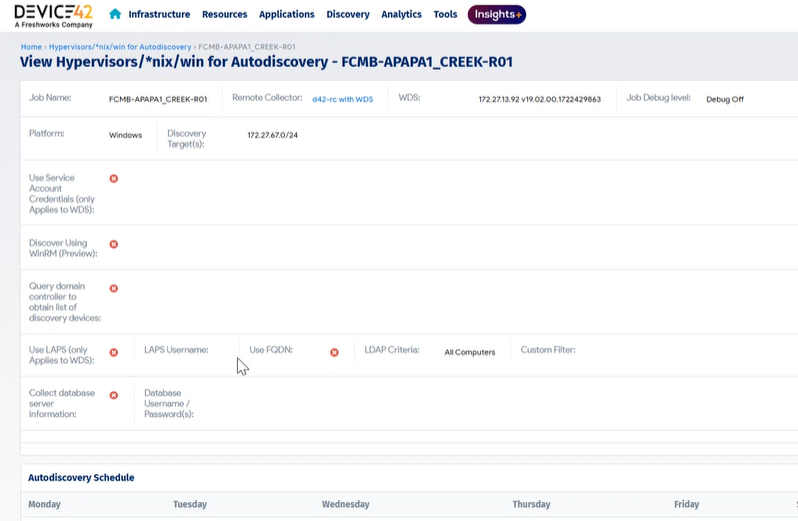 DEVICE42
A Freshworks Company
Infrastructure Resources Applications Discovery Analytics Tools Insights+
Home › Hypervisors/*nix/win for Autodiscovery › FCMB-APAPA1_CREEK-R01
View Hypervisors/*nix/win for Autodiscovery - FCMB-APAPA1_CREEK-R01
Job Name: FCMB-APAPA1_CREEK-R01 Remote Collector: d42-rc with WDS WDS: 172.27.13.92 v19.02.00.1722429863 Job Debug level: Debug Off
Platform: Windows Discovery Target(s): 172.27.67.0/24
Use Service
Account
Credentials (only
Applies to WDS):
Discover Using
WinRM (Preview):
Query domain
controller to
obtain list of
discovery devices:
Use LAPS (only
Applies to WDS):
LAPS Username: Use FQDN: LDAP Criteria: All Computers Custom Filter:
Collect database
server
information:
Database
Username /
Password(s):
Autodiscovery Schedule
Monday Tuesday Wednesday Thursday Friday